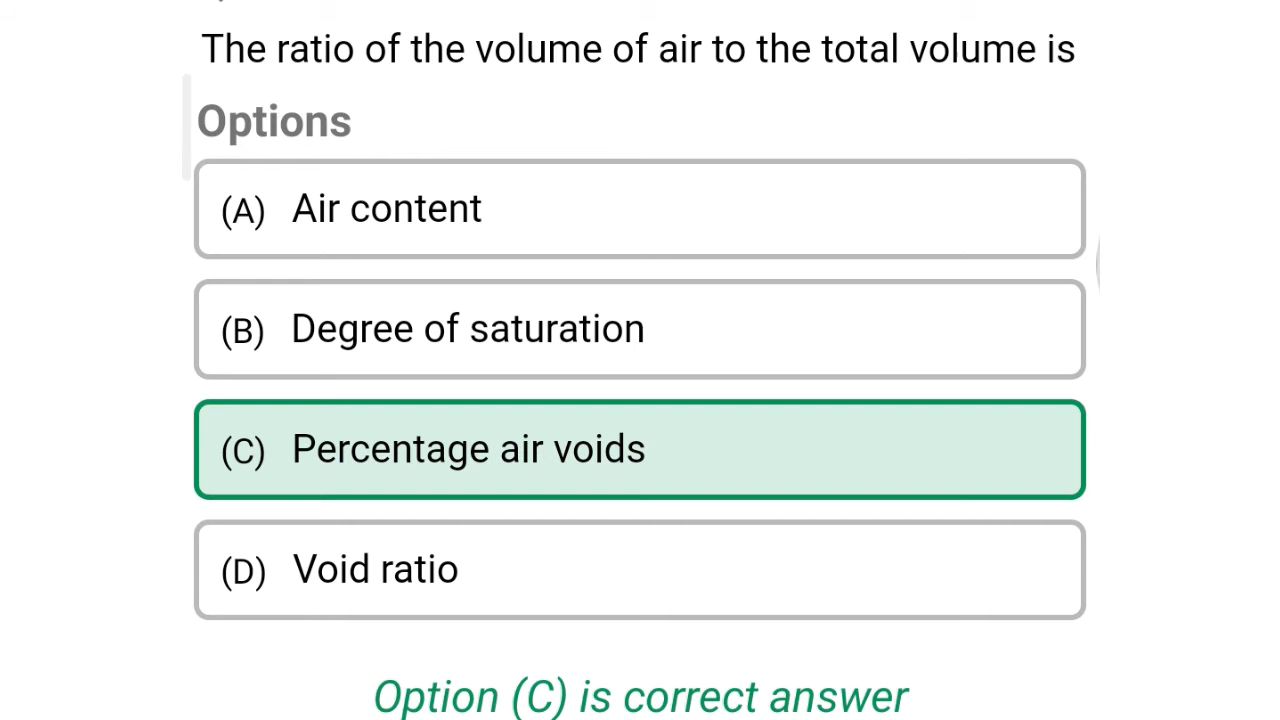 The ratio of the volume of air to the total volume is
Options
(A) Air content
(B) Degree of saturation
(C) Percentage air voids
(D) Void ratio
Option (C) is correct answer